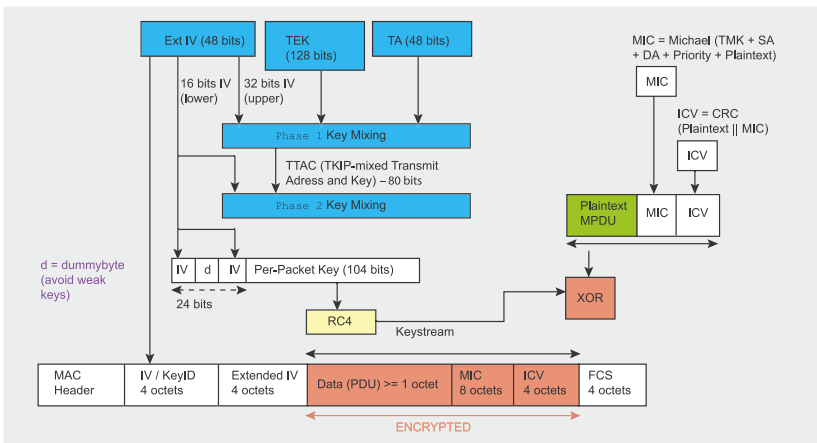 Ext IV (48 bits)
TEK
(128 bits)
TA (48 bits)
MIC = Michael (TMK + SA
+ DA + Priority + Plaintext)
16 bits IV
(lower)
32 bits IV
(upper)
MIC
ICV = CRC
(Plaintext || MIC)
Phase 1 Key Mixing
ICV
TTAC (TKIP-mixed Transmit
Adress and Key) – 80 bits
Phase 2 Key Mixing
Plaintext
MPDU
MIC
ICV
d = dummybyte
(avoid weak
keys)
IV
d
IV
Per-Packet Key (104 bits)
24 bits
XOR
RC4
Keystream
MAC
Header
IV / KeyID
4 octets
Extended IV
4 octets
Data (PDU) >= 1 octet
MIC
8 octets
ICV
4 octets
FCS
4 octets
ENCRYPTED